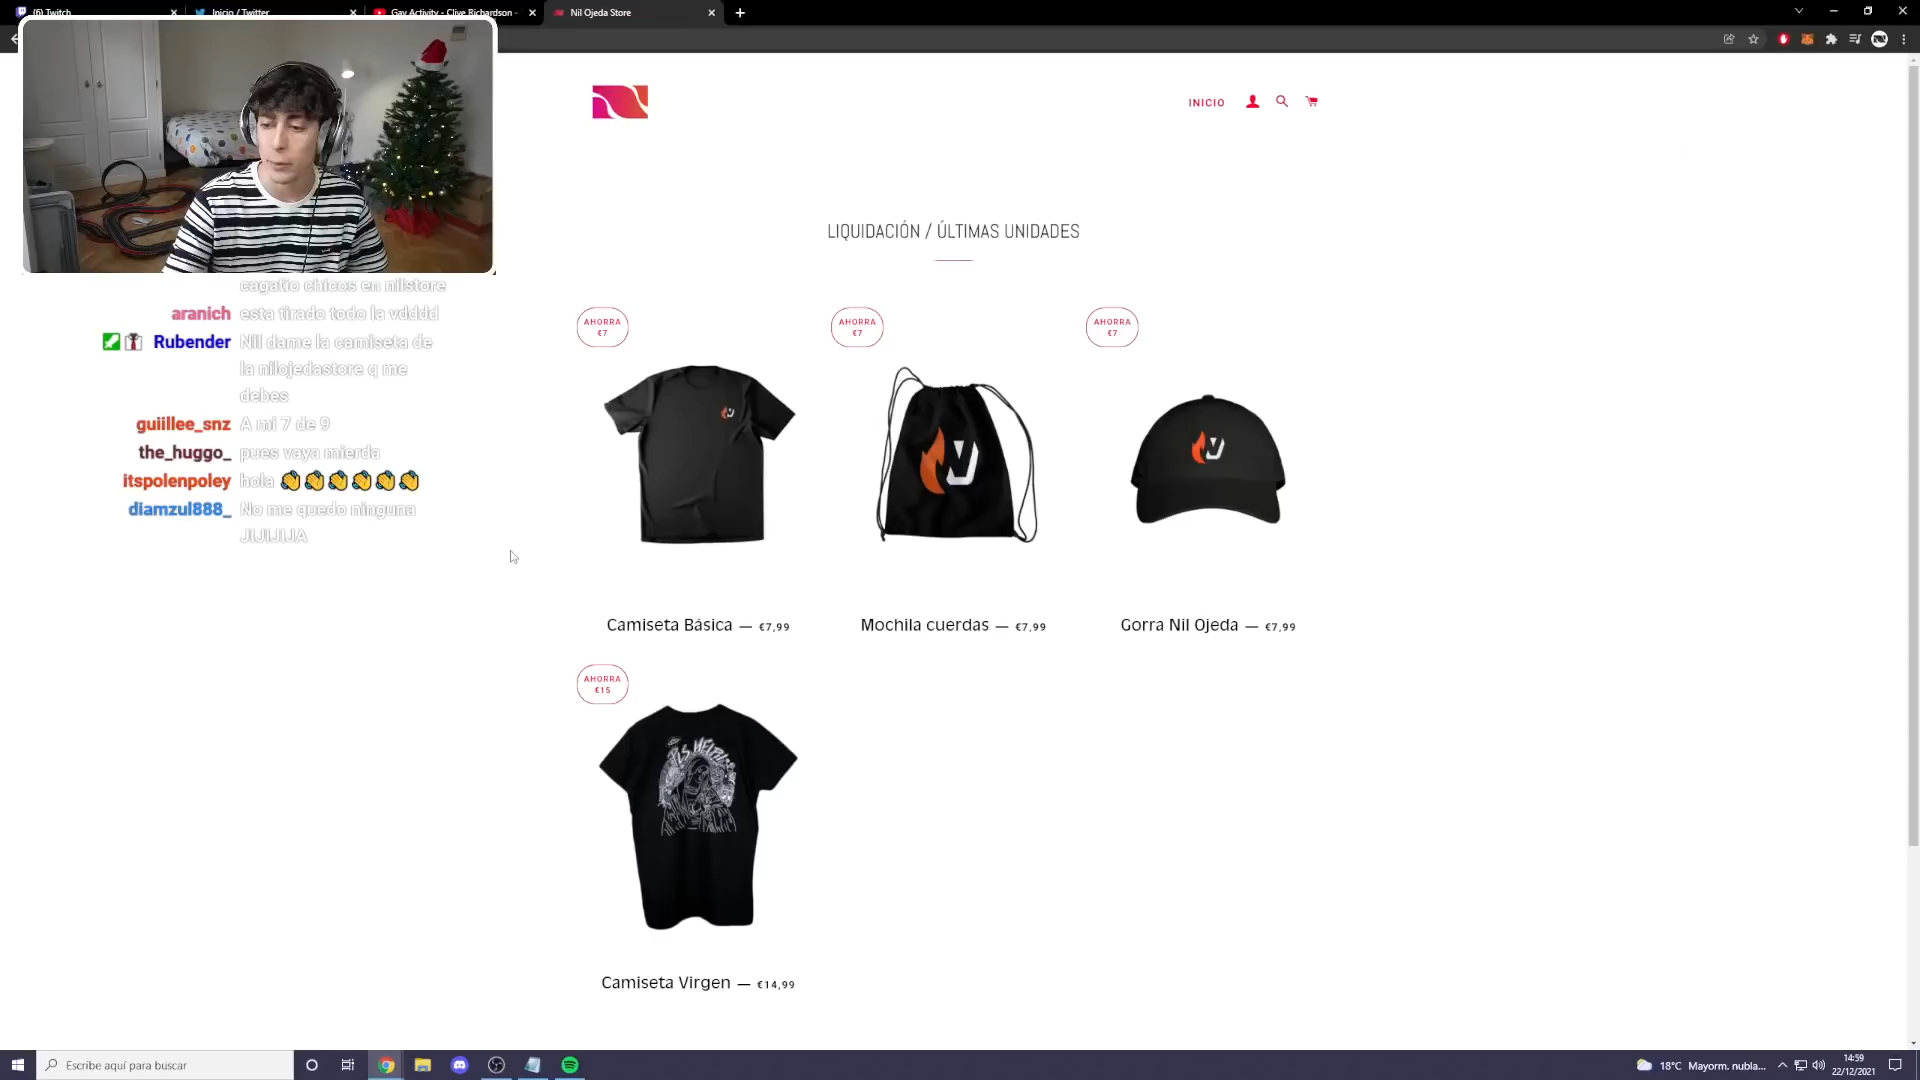 (6) Twitch
Inicio / Twitter
Gay Activity - Clive Richardson -
Nil Ojeda Store
INICIO
LIQUIDACIÓN / ÚLTIMAS UNIDADES
cagatio chicos en nilstore
aranich esta tirado todo la vdddd
Rubender Nil dame la camiseta de
la nilojedastore q me
debes
guiillee_snz A mi 7 de 9
the_huggo_ pues vaya mierda
itspolenpoley hola 👏👏👏👏👏👏
diamzul888_ No me quedo ninguna
JIJIJIJA
AHORRA
€7
AHORRA
€7
AHORRA
€7
Camiseta Básica — €7,99
Mochila cuerdas — €7,99
Gorra Nil Ojeda — €7,99
AHORRA
€15
PLS HELP!
Camiseta Virgen — €14,99
Escribe aquí para buscar
18°C Mayorm. nubla...
14:59
22/12/2021